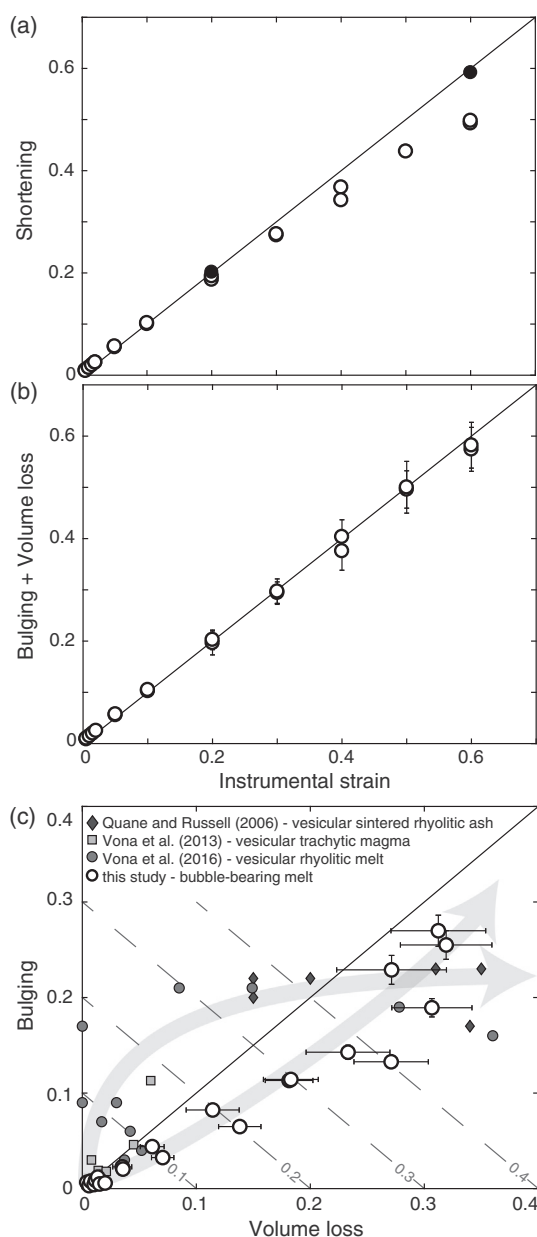 (a)
Shortening
0.6
0.4
0.2
0
(b)
Bulging + Volume loss
0.6
0.4
0.2
0
0.2
0.4
0.6
Instrumental strain
(c)
Bulging
0.4
0.3
0.2
0.1
0
Quane and Russell (2006) - vesicular sintered rhyolitic ash
Vona et al. (2013) - vesicular trachytic magma
Vona et al. (2016) - vesicular rhyolitic melt
this study - bubble-bearing melt
0.1
0.2
0.3
0.4
0
0.1
0.2
0.3
0.4
Volume loss